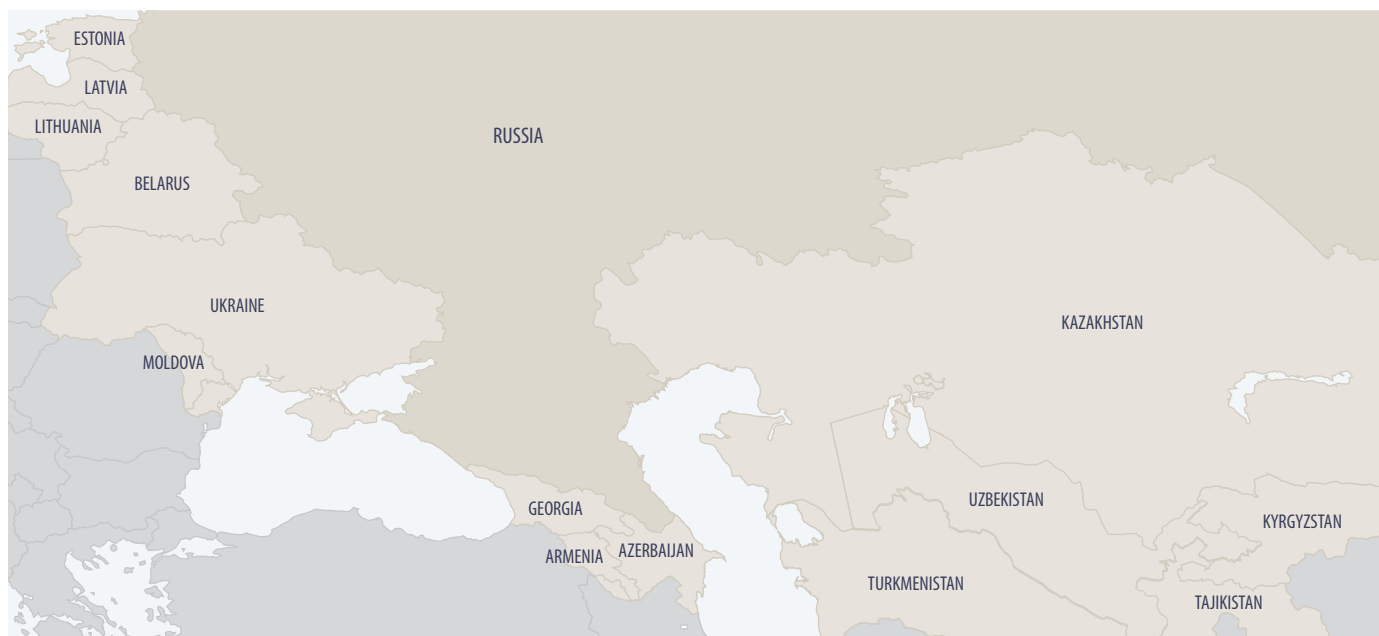 ESTONIA
LATVIA
LITHUANIA
RUSSIA
BELARUS
UKRAINE
KAZAKHSTAN
MOLDOVA
UZBEKISTAN
GEORGIA
KYRGYZSTAN
ARMENIA
AZERBAIJAN
TURKMENISTAN
TAJIKISTAN